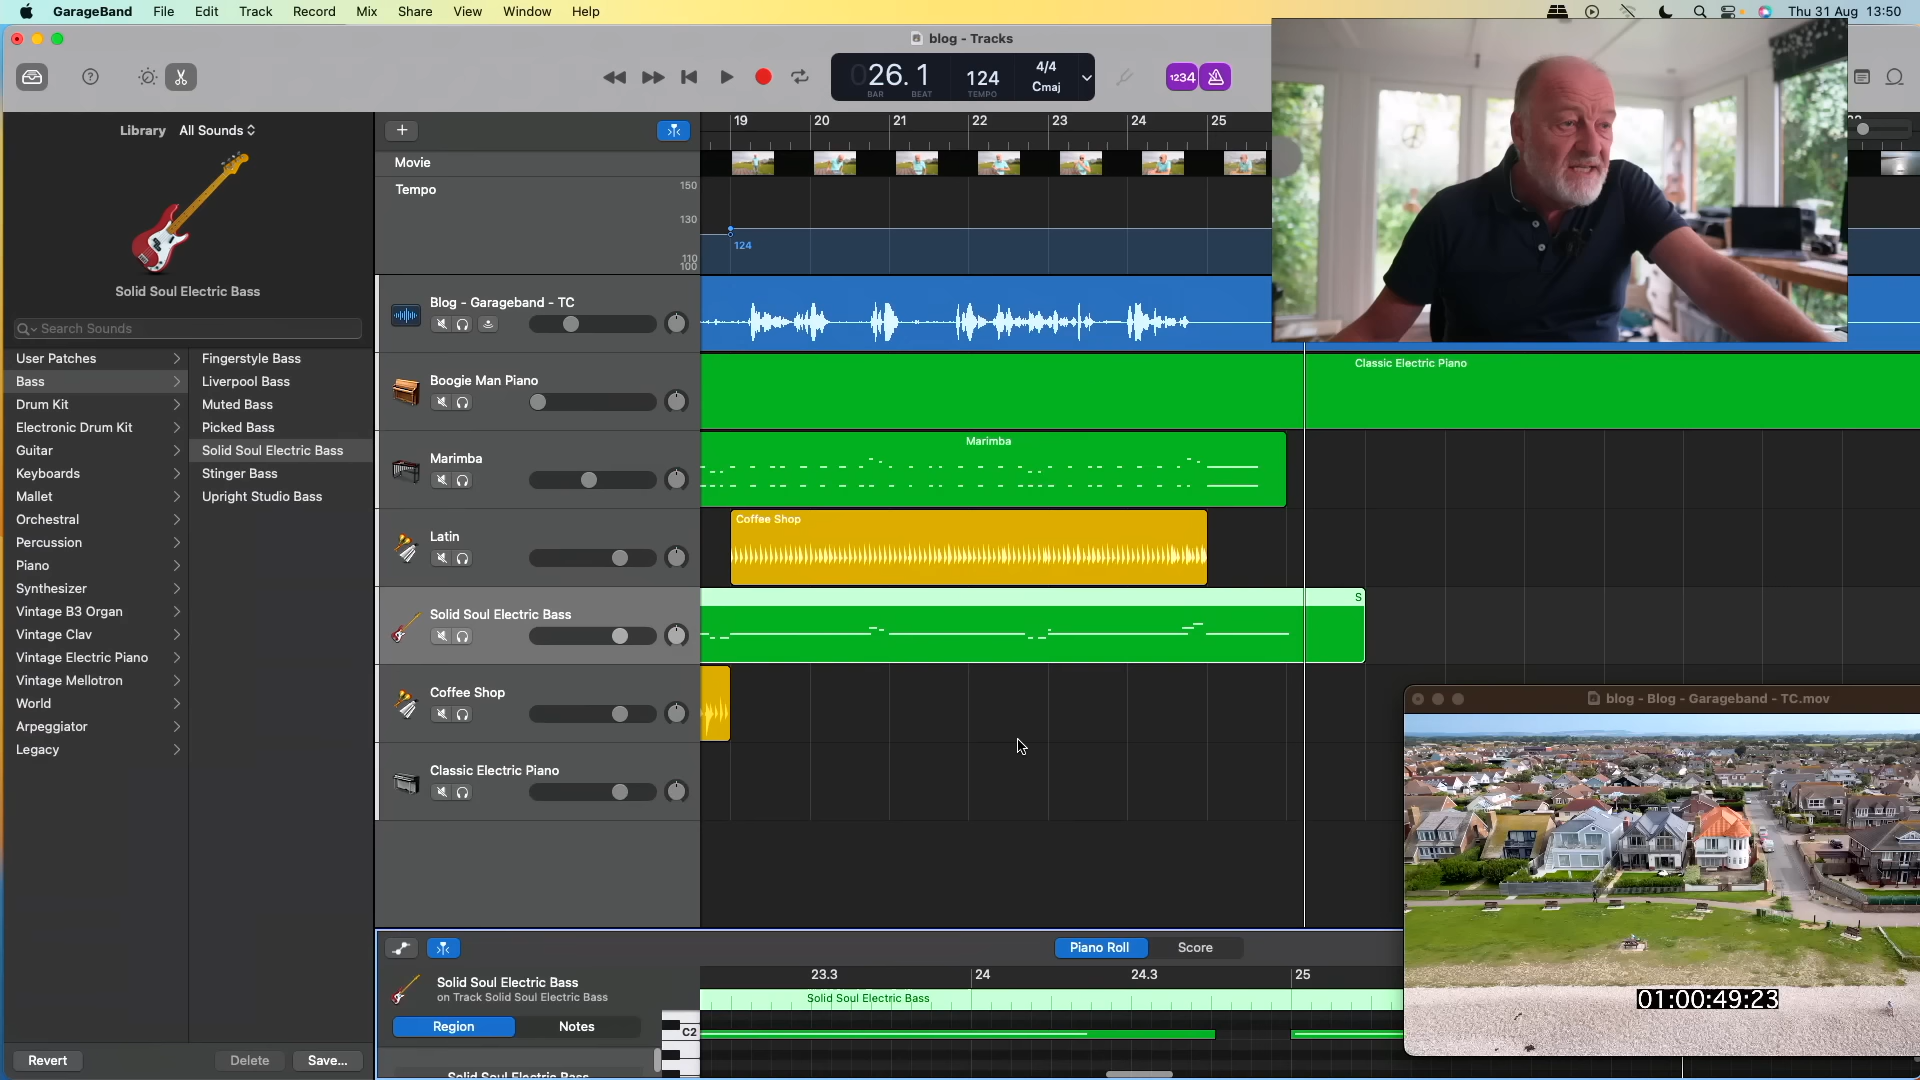 GarageBand File Edit Track Record Mix Share View Window Help
Thu 31 Aug 13:50
blog - Tracks
026. 1
BAR BEAT
124
TEMPO
4/4
Cmaj
1234
Library All Sounds
Solid Soul Electric Bass
Search Sounds
User Patches
Bass
Drum Kit
Electronic Drum Kit
Guitar
Keyboards
Mallet
Orchestral
Percussion
Piano
Synthesizer
Vintage B3 Organ
Vintage Clav
Vintage Electric Piano
Vintage Mellotron
World
Arpeggiator
Legacy
Fingerstyle Bass
Liverpool Bass
Muted Bass
Picked Bass
Solid Soul Electric Bass
Stinger Bass
Upright Studio Bass
Revert Delete Save...
19 20 21 22 23 24 25
Movie
Tempo
150
130
110
100
124
Blog - Garageband - TC
Boogie Man Piano
Classic Electric Piano
Marimba
Marimba
Latin
Coffee Shop
Solid Soul Electric Bass
S
Coffee Shop
Classic Electric Piano
Piano Roll Score
Solid Soul Electric Bass
on Track Solid Soul Electric Bass
Region Notes
Solid Soul Electric Bass
23.3 24 24.3 25
Solid Soul Electric Bass
C2
blog - Blog - Garageband - TC.mov
01:00:49:23